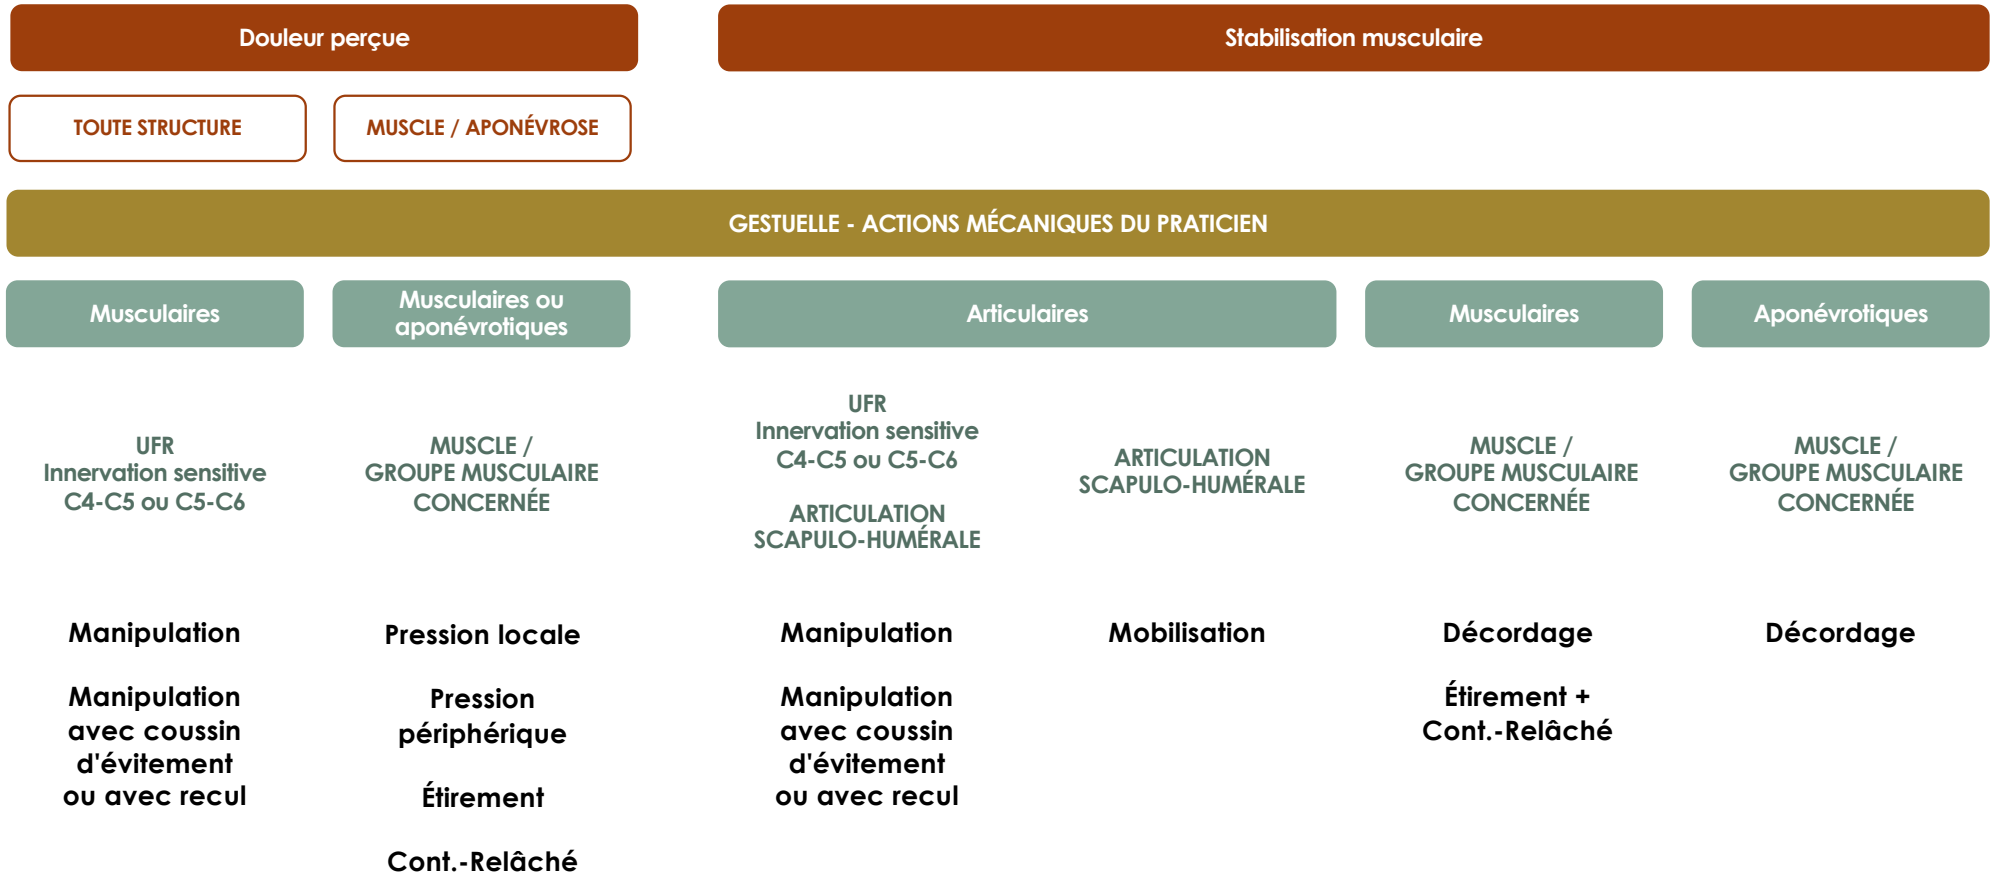 Douleur perçue
Stabilisation musculaire
TOUTE STRUCTURE
MUSCLE / APONÉVROSE
GESTUELLE - ACTIONS MÉCANIQUES DU PRATICIEN
Musculaires
Musculaires ou
aponévrotiques
Articulaires
Musculaires
Aponévrotiques
UFR
Innervation sensitive
C4-C5 ou C5-C6
MUSCLE /
GROUPE MUSCULAIRE
CONCERNÉE
UFR
Innervation sensitive
C4-C5 ou C5-C6
ARTICULATION
SCAPULO-HUMÉRALE
ARTICULATION
SCAPULO-HUMÉRALE
MUSCLE /
GROUPE MUSCULAIRE
CONCERNÉE
MUSCLE /
GROUPE MUSCULAIRE
CONCERNÉE
Manipulation
Manipulation
avec coussin
d'évitement
ou avec recul
Pression locale
Pression
périphérique
Étirement
Cont.-Relâché
Manipulation
Manipulation
avec coussin
d'évitement
ou avec recul
Mobilisation
Décordage
Étirement +
Cont.-Relâché
Décordage